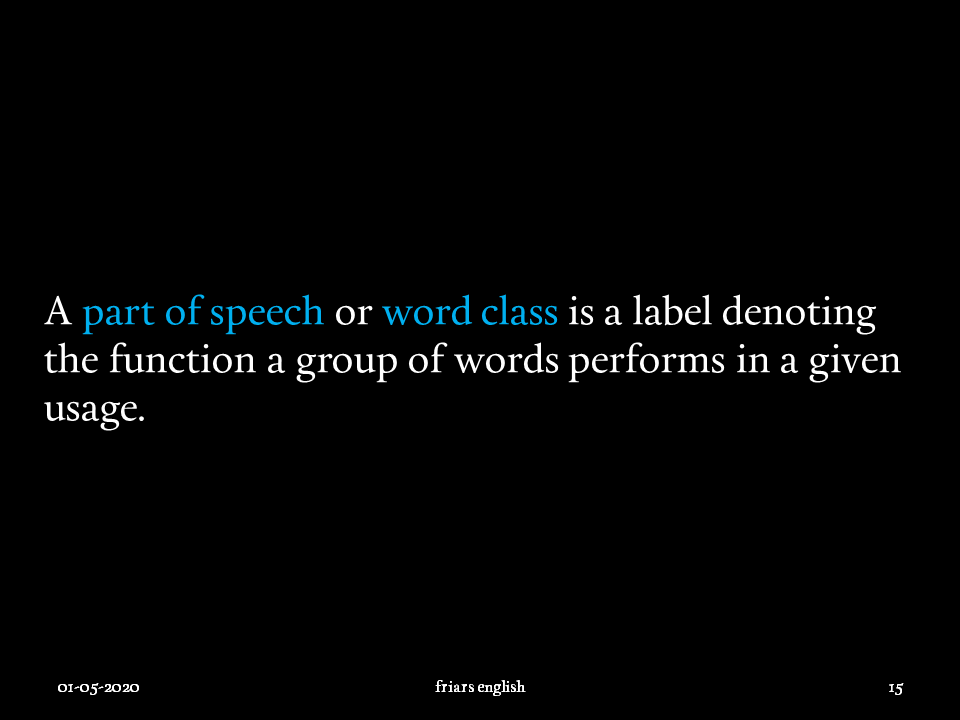 A part of speech or word class is a label denoting
the function a group of words performs in a given
usage.
01-05-2020
friars english
15